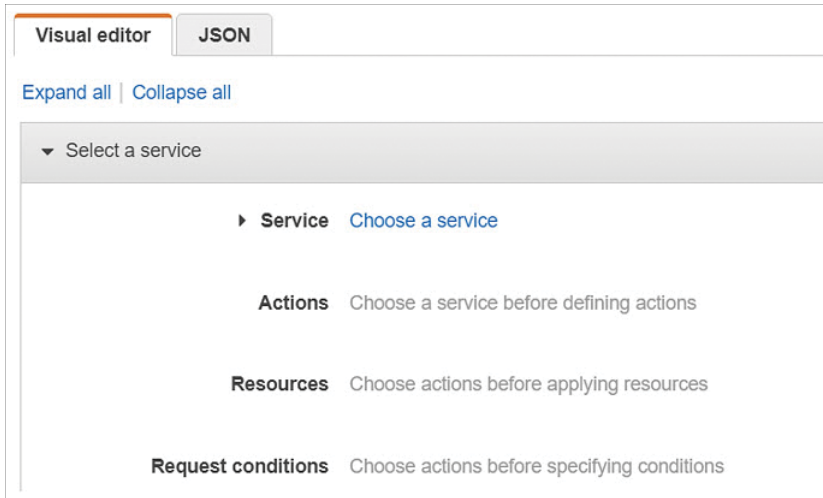 Visual editor JSON
Expand all | Collapse all
Select a service
Service Choose a service
Actions Choose a service before defining actions
Resources Choose actions before applying resources
Request conditions Choose actions before specifying conditions